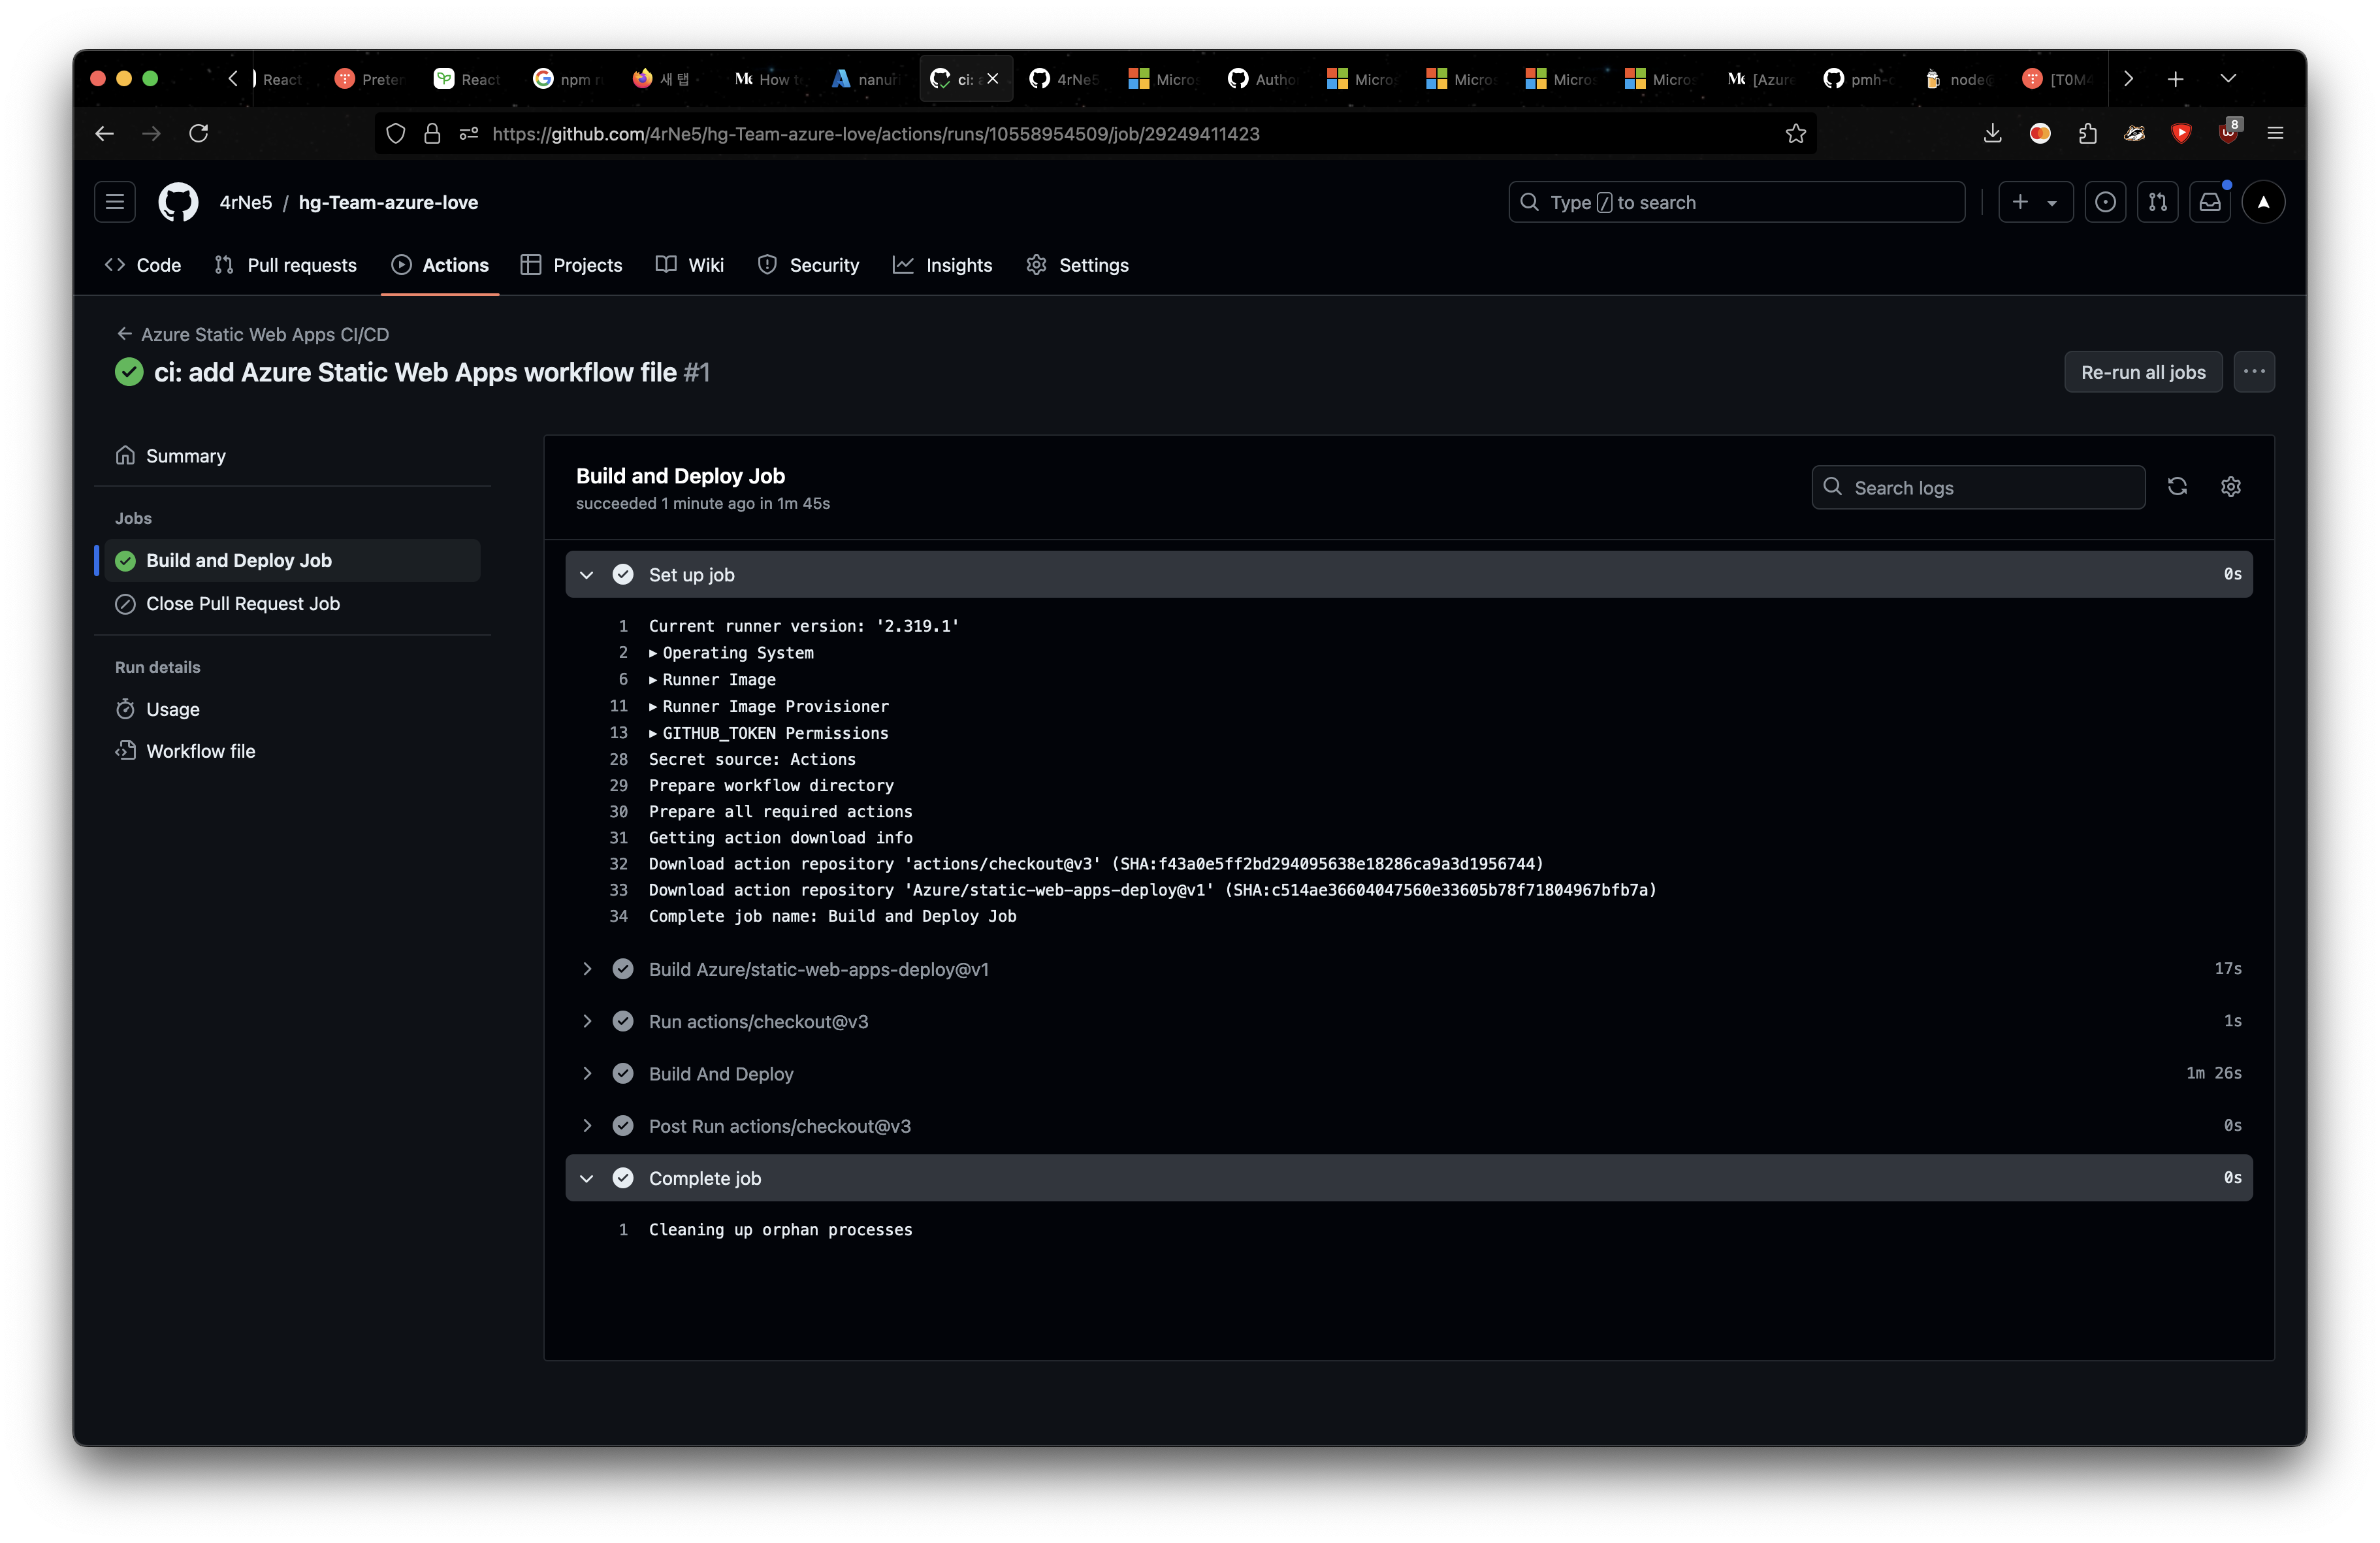 React
Preter
React
npm r
새 탭
How t
nanuri
ci:
4rNe5
Micro
Autho
Micro
Micro
Micro
Micro
[Azure
pmh-c
node@
[T0M4
https://github.com/4rNe5/hg-Team-azure-love/actions/runs/10558954509/job/29249411423
8
4rNe5 / hg-Team-azure-love
Type / to search
Code
Pull requests
Actions
Projects
Wiki
Security
Insights
Settings
Azure Static Web Apps CI/CD
ci: add Azure Static Web Apps workflow file #1
Re-run all jobs
Summary
Jobs
Build and Deploy Job
Close Pull Request Job
Run details
Usage
Workflow file
Build and Deploy Job
succeeded 1 minute ago in 1m 45s
Search logs
Set up job 0s
1 Current runner version: '2.319.1'
2 Operating System
6 Runner Image
11 Runner Image Provisioner
13 GITHUB_TOKEN Permissions
28 Secret source: Actions
29 Prepare workflow directory
30 Prepare all required actions
31 Getting action download info
32 Download action repository 'actions/checkout@v3' (SHA:f43a0e5ff2bd294095638e18286ca9a3d1956744)
33 Download action repository 'Azure/static-web-apps-deploy@v1' (SHA:c514ae36604047560e33605b78f71804967bfb7a)
34 Complete job name: Build and Deploy Job
Build Azure/static-web-apps-deploy@v1 17s
Run actions/checkout@v3 1s
Build And Deploy 1m 26s
Post Run actions/checkout@v3 0s
Complete job 0s
1 Cleaning up orphan processes